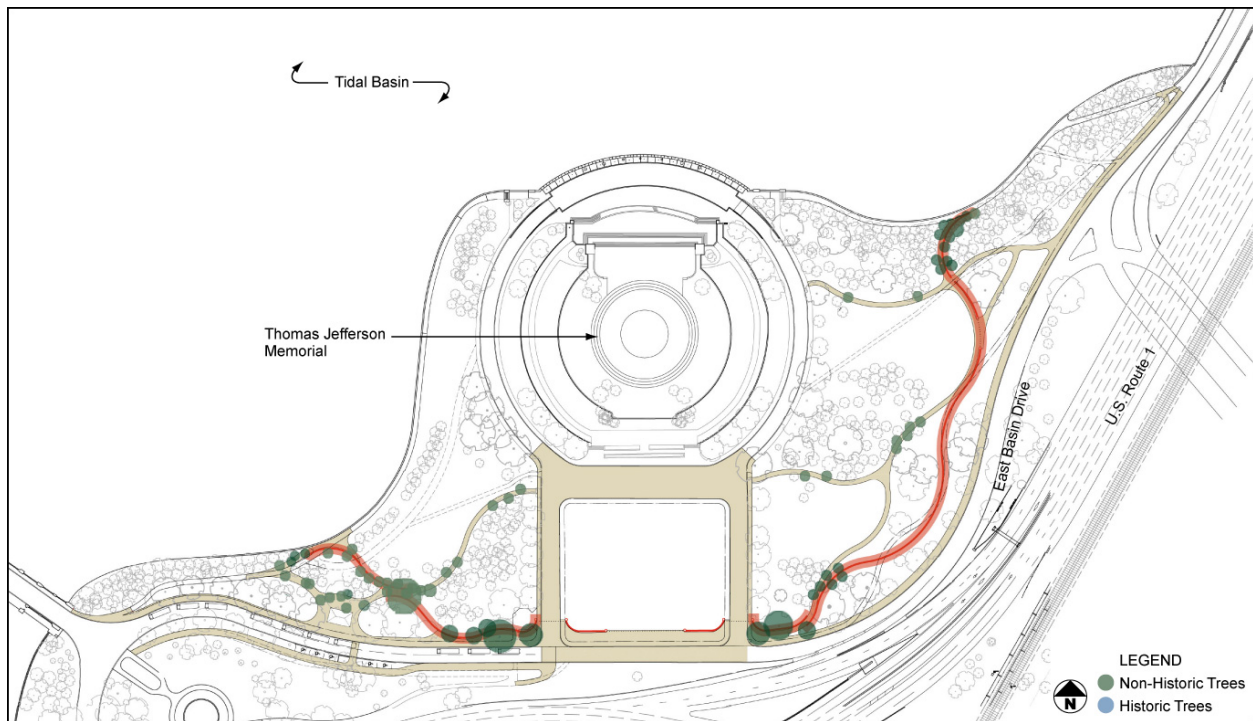 Tidal Basin
Thomas Jefferson
Memorial
East Basin Drive
U.S. Route 1
LEGEND
Non-Historic Trees
Historic Trees
N